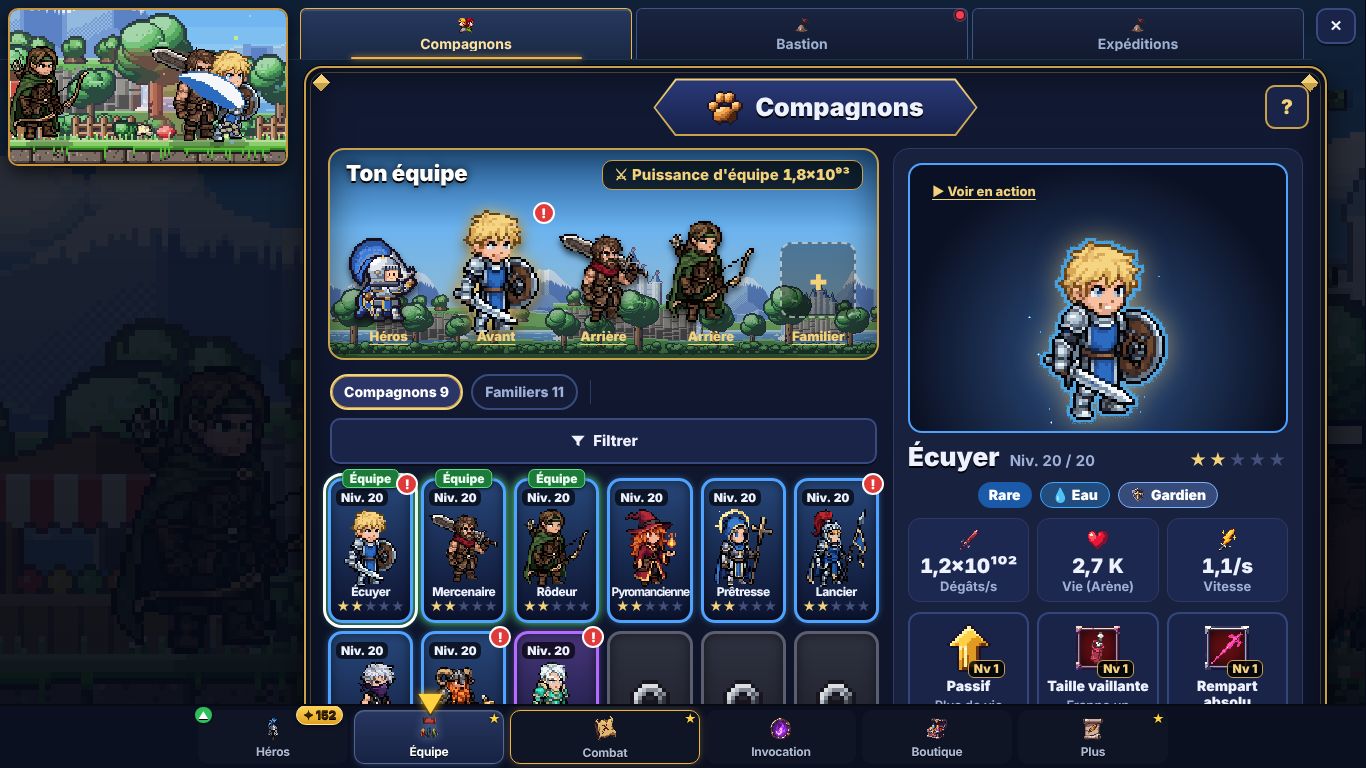 Compagnons
Bastion
Expéditions
×
Compagnons
?
Ton équipe
Puissance d'équipe 1,8×10⁹³
!
Héros
Avant
Arrière
Arrière
+
Familier
Compagnons 9
Familiers 11
Filtrer
Équipe
!
Niv. 20
Écuyer
Équipe
Niv. 20
Mercenaire
Équipe
Niv. 20
Rôdeur
Niv. 20
Pyromancienne
Niv. 20
Prêtresse
!
Niv. 20
Lancier
Niv. 20
!
Niv. 20
!
Niv. 20
Voir en action
Écuyer Niv. 20 / 20
Rare
Eau
Gardien
1,2×10¹⁰²
Dégâts/s
2,7 K
Vie (Arène)
1,1/s
Vitesse
Nv 1
Passif
Nv 1
Taille vaillante
Nv 1
Rempart
absolu
152
Héros
Équipe
Combat
Invocation
Boutique
Plus